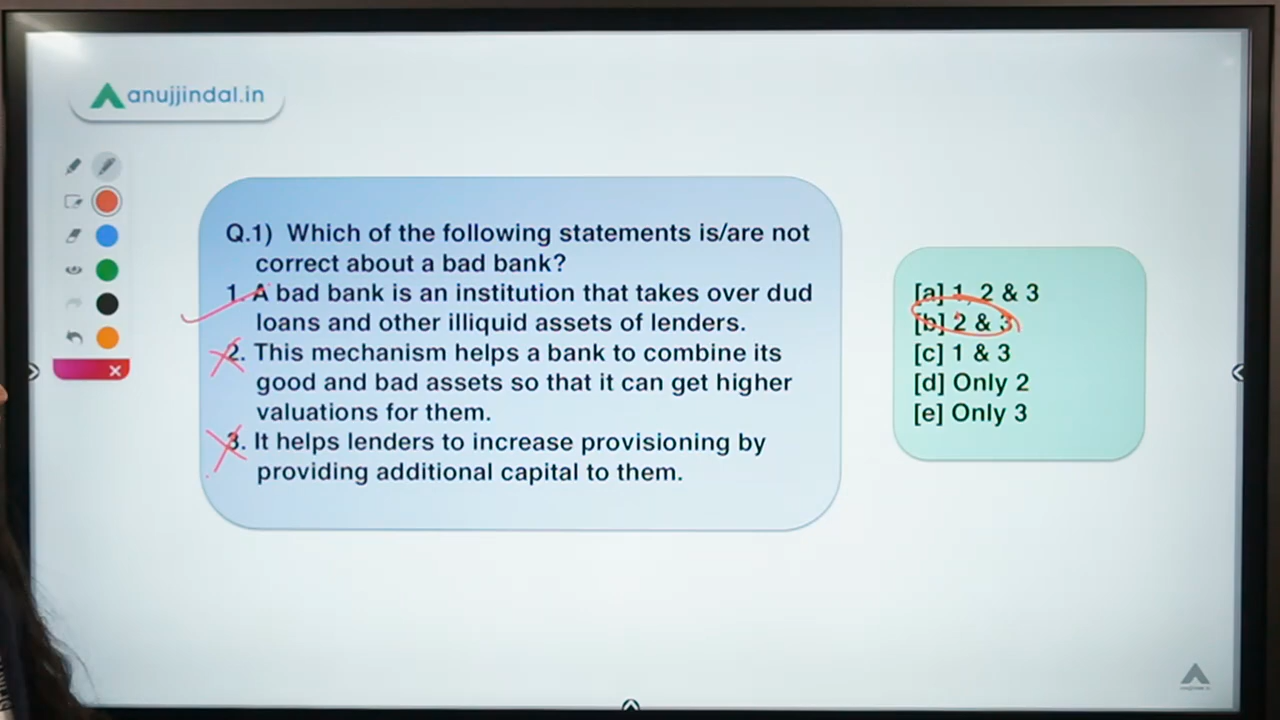 anujjindal.in
Q.1) Which of the following statements is/are not
correct about a bad bank?
1. A bad bank is an institution that takes over dud
loans and other illiquid assets of lenders.
2. This mechanism helps a bank to combine its
good and bad assets so that it can get higher
valuations for them.
3. It helps lenders to increase provisioning by
providing additional capital to them.
[a] 1, 2 & 3
[b] 2 & 3
[c] 1 & 3
[d] Only 2
[e] Only 3